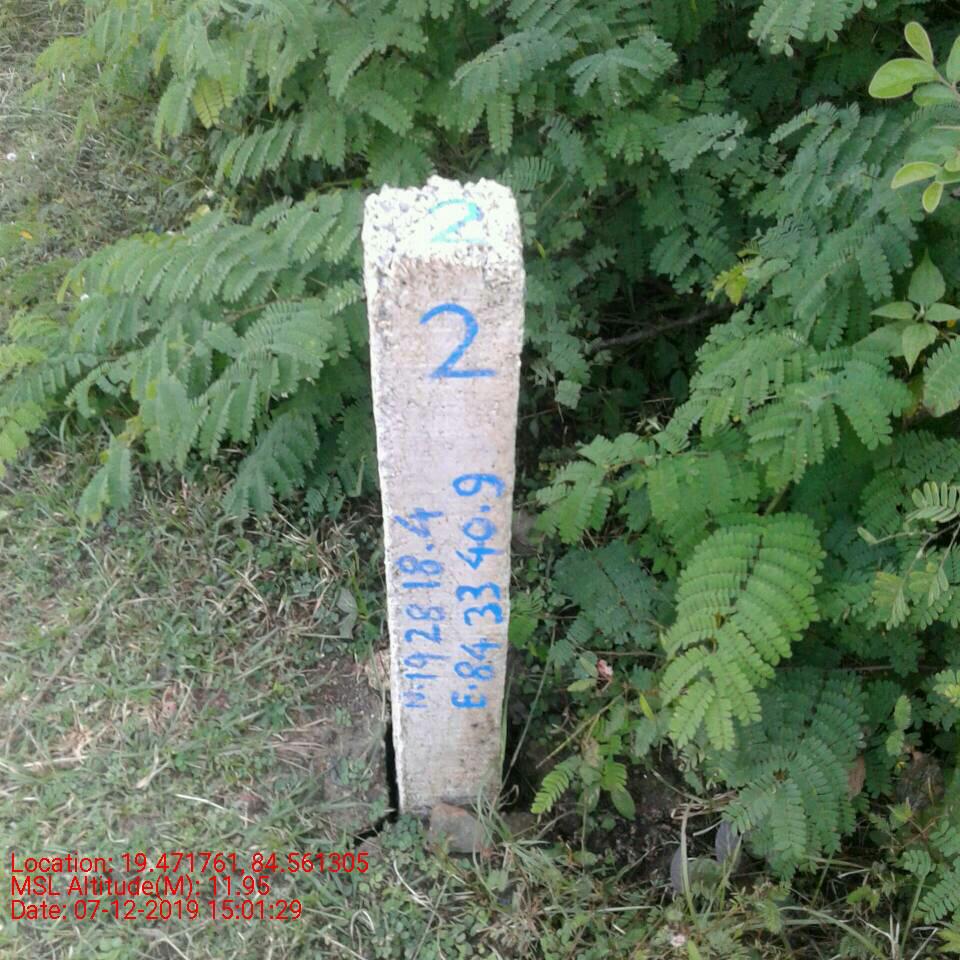 2
2
N:19 28 18.4
E:84 33 40.9
Location: 19.471761, 84.561305
MSL Altitude(M): 11.95
Date: 07-12-2019 15:01:29